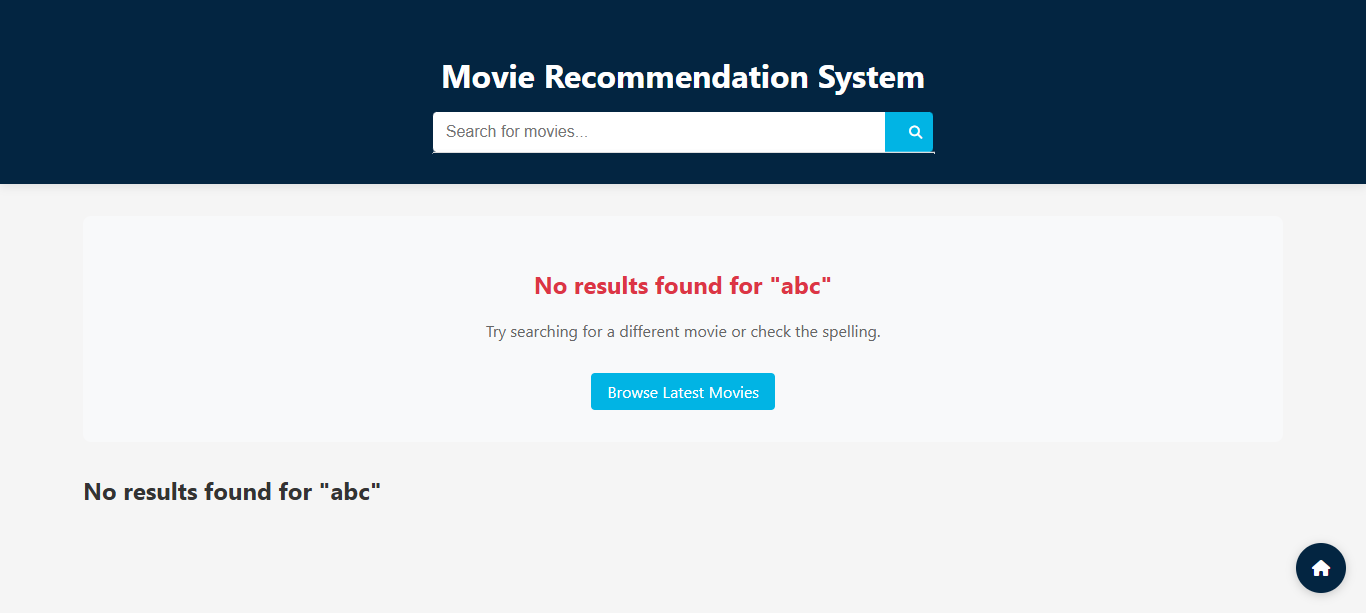 Movie Recommendation System
Search for movies...
No results found for "abc"
Try searching for a different movie or check the spelling.
Browse Latest Movies
No results found for "abc"